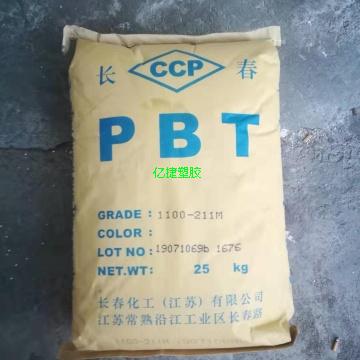 长 CCP 春
PBT
亿捷塑胶
GRADE: 1100-211M
COLOR:
LOT NO: 19071069b 1676
NET.WT: 25 kg
长春化工(江苏)有限公司
江苏常熟沿江工业区长春路
1100-211M